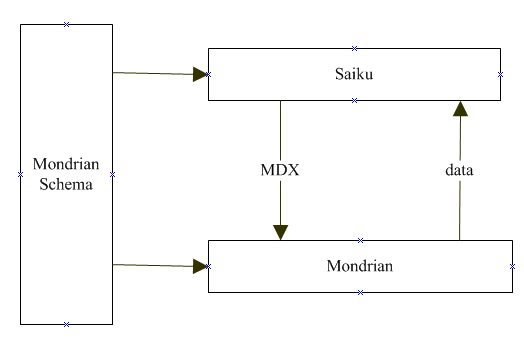 Saiku
Mondrian
Schema
MDX
data
Mondrian